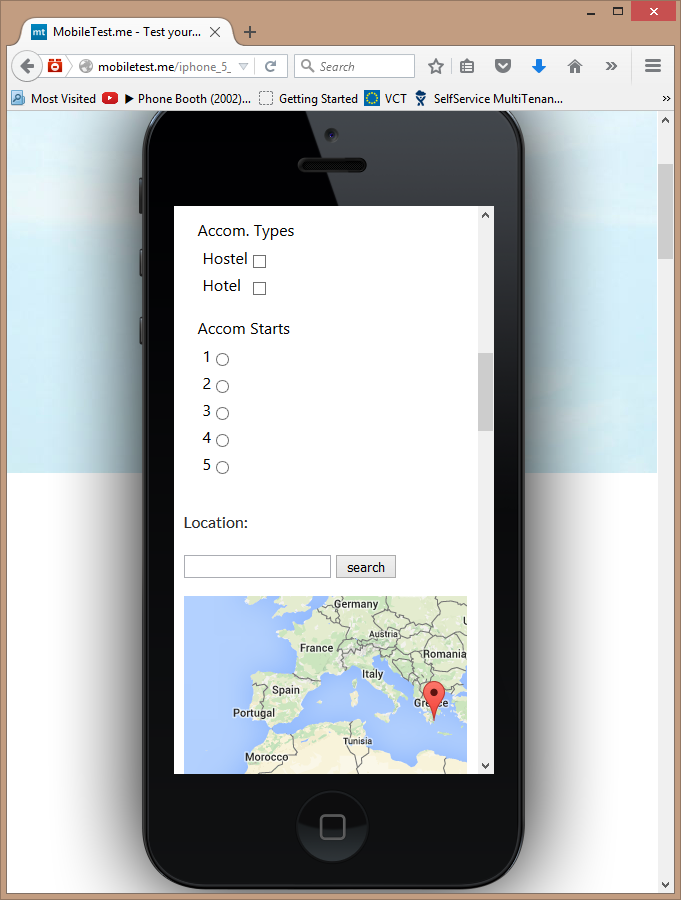 mt MobileTest.me - Test your...
mobiletest.me/iphone_5_ Search
Most Visited Phone Booth (2002)... Getting Started VCT SelfService MultiTenan...
Accom. Types
Hostel
Hotel
Accom Starts
1
2
3
4
5
Location:
search
Germany
France
Austria
Romania
Italy
Spain
Greece
Portugal
Tunisia
Morocco